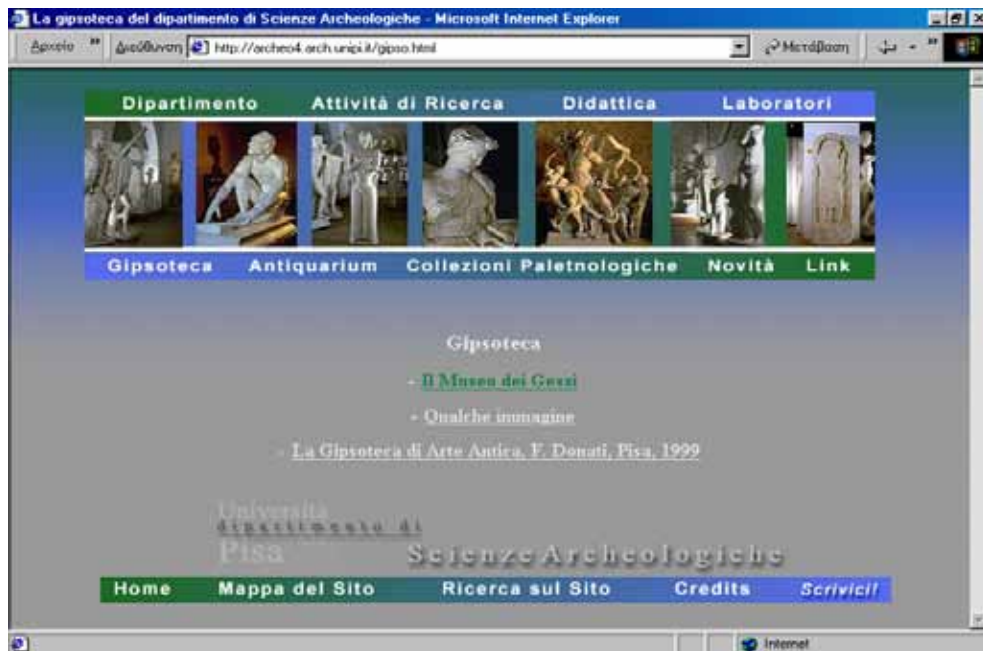 La gipsoteca del dipartimento di Scienze Archeologiche - Microsoft Internet Explorer
Αρχείο » Διεύθυνση http://archeo4.arch.unipi.it/gipso.html Μετάβαση »
Dipartimento Attività di Ricerca Didattica Laboratori
Gipsoteca Antiquarium Collezioni Paletnologiche Novità Link
Gipsoteca
- Il Museo dei Gessi
- Qualche immagine
- La Gipsoteca di Arte Antica, F. Donati, Pisa, 1999
Università
dipartimento di
Pisa Scienze Archeologiche
Home Mappa del Sito Ricerca sul Sito Credits Scrivici!
Internet